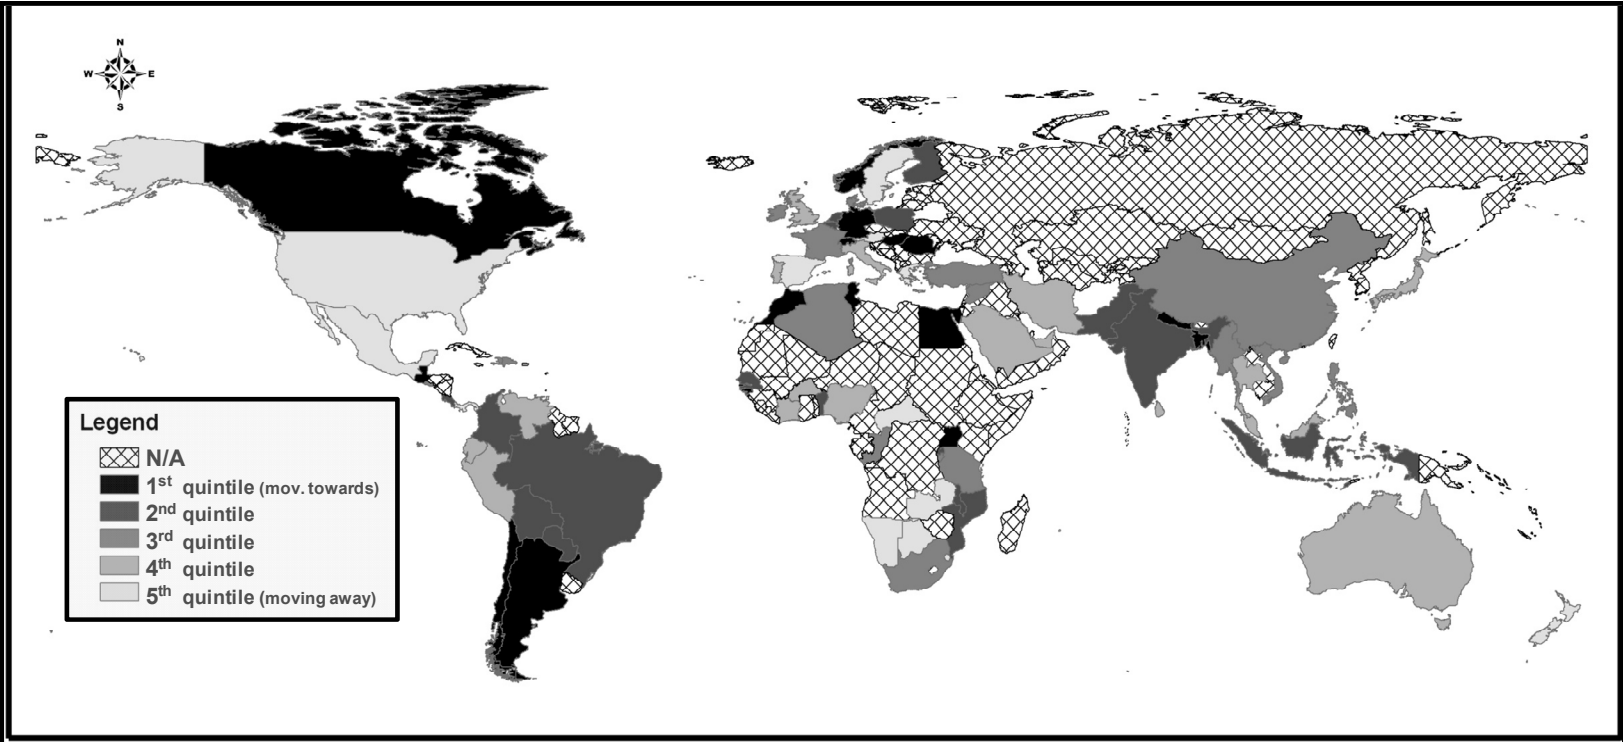 N
W E
S
Legend
N/A
1st quintile (mov. towards)
2nd quintile
3rd quintile
4th quintile
5th quintile (moving away)